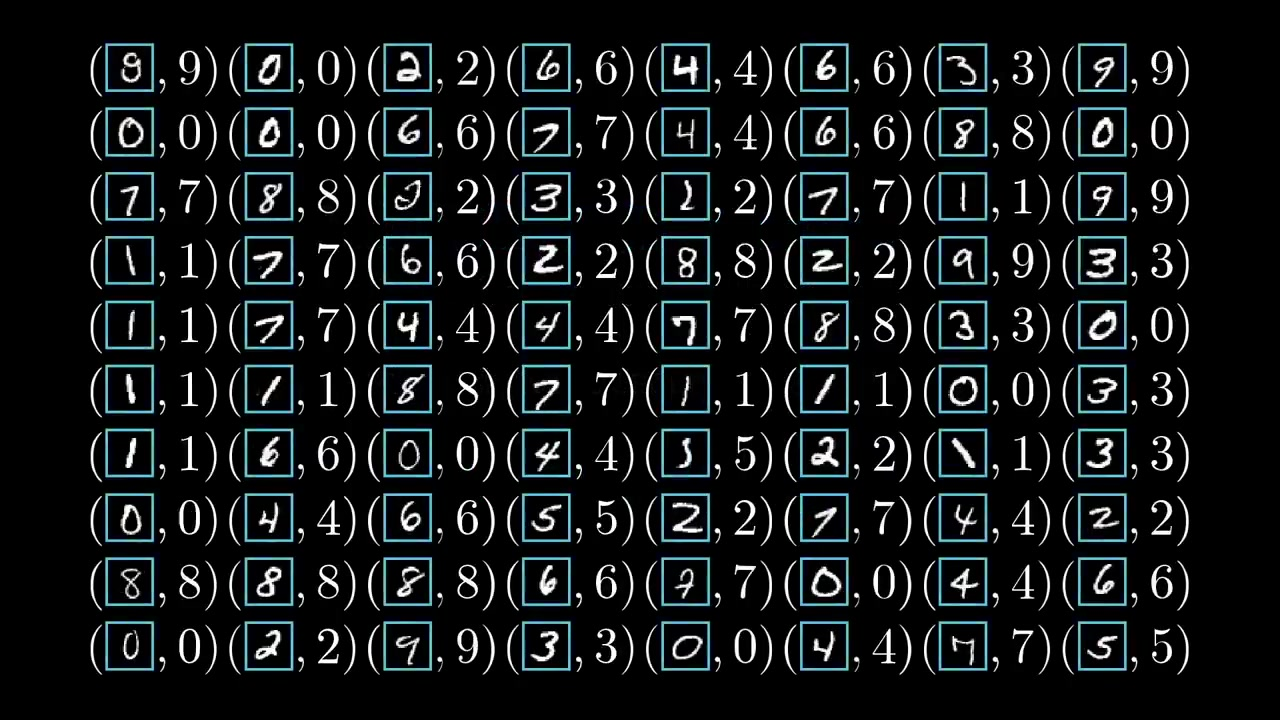 (9, 9)(0, 0)(2, 2)(6, 6)(4, 4)(6, 6)(3, 3)(9, 9)
(0, 0)(0, 0)(6, 6)(7, 7)(4, 4)(6, 6)(8, 8)(0, 0)
(7, 7)(8, 8)(2, 2)(3, 3)(2, 2)(7, 7)(1, 1)(9, 9)
(1, 1)(7, 7)(6, 6)(2, 2)(8, 8)(2, 2)(9, 9)(3, 3)
(1, 1)(7, 7)(4, 4)(4, 4)(7, 7)(8, 8)(3, 3)(0, 0)
(1, 1)(1, 1)(8, 8)(7, 7)(1, 1)(1, 1)(0, 0)(3, 3)
(1, 1)(6, 6)(0, 0)(4, 4)(5, 5)(2, 2)(1, 1)(3, 3)
(0, 0)(4, 4)(6, 6)(5, 5)(2, 2)(7, 7)(4, 4)(2, 2)
(8, 8)(8, 8)(8, 8)(6, 6)(7, 7)(0, 0)(4, 4)(6, 6)
(0, 0)(2, 2)(9, 9)(3, 3)(0, 0)(4, 4)(7, 7)(5, 5)